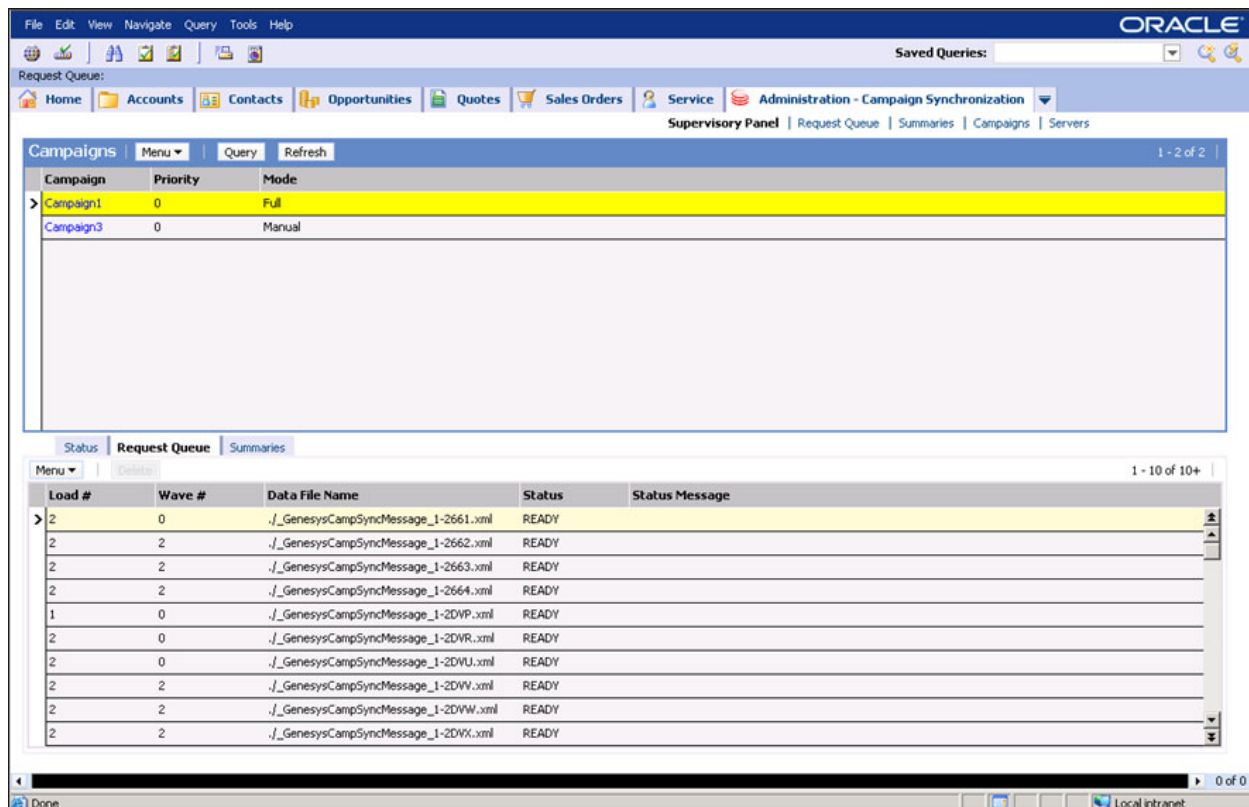 File Edit View Navigate Query Tools Help ORACLE
Saved Queries:
Request Queue:
Home Accounts Contacts Opportunities Quotes Sales Orders Service Administration - Campaign Synchronization
Supervisory Panel | Request Queue | Summaries | Campaigns | Servers
Campaigns Menu Query Refresh 1 - 2 of 2
Campaign Priority Mode
Campaign1 0 Full
Campaign3 0 Manual
Status Request Queue Summaries
Menu Delete 1 - 10 of 10+
Load # Wave # Data File Name Status Status Message
2 0 ./_GenesysCampSyncMessage_1-2661.xml READY
2 2 ./_GenesysCampSyncMessage_1-2662.xml READY
2 2 ./_GenesysCampSyncMessage_1-2663.xml READY
2 2 ./_GenesysCampSyncMessage_1-2664.xml READY
1 0 ./_GenesysCampSyncMessage_1-2DVP.xml READY
2 0 ./_GenesysCampSyncMessage_1-2DVR.xml READY
2 0 ./_GenesysCampSyncMessage_1-2DVU.xml READY
2 2 ./_GenesysCampSyncMessage_1-2DVV.xml READY
2 2 ./_GenesysCampSyncMessage_1-2DVW.xml READY
2 2 ./_GenesysCampSyncMessage_1-2DVX.xml READY
0 of 0
Done Local intranet